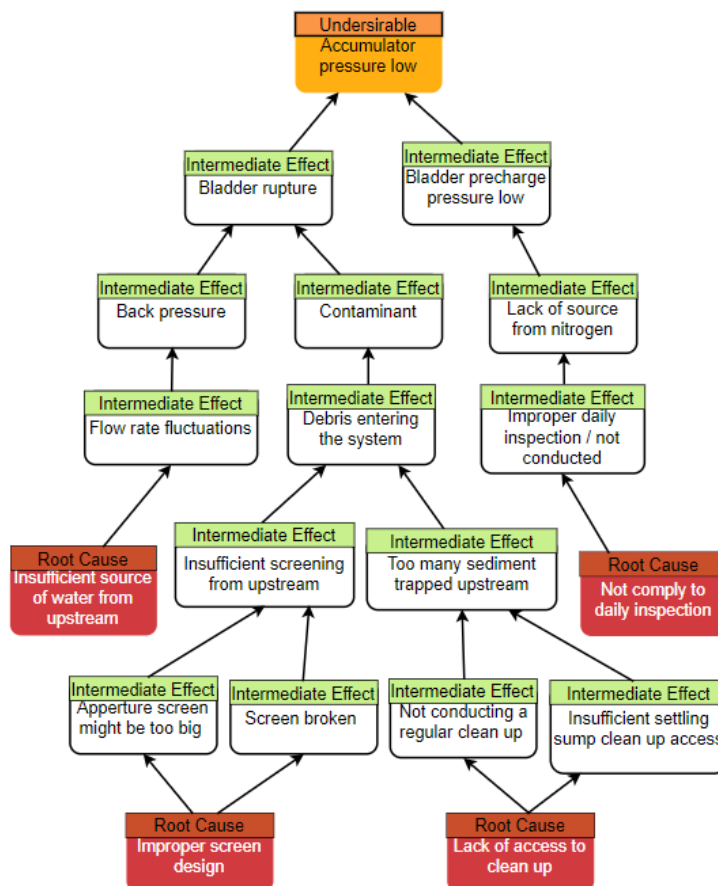 Undersirable
Accumulator
pressure low
Intermediate Effect
Bladder rupture
Intermediate Effect
Bladder precharge
pressure low
Intermediate Effect
Back pressure
Intermediate Effect
Contaminant
Intermediate Effect
Lack of source
from nitrogen
Intermediate Effect
Flow rate fluctuations
Intermediate Effect
Debris entering
the system
Intermediate Effect
Improper daily
inspection / not
conducted
Root Cause
Insufficient source
of water from
upstream
Intermediate Effect
Insufficient screening
from upstream
Intermediate Effect
Too many sediment
trapped upstream
Root Cause
Not comply to
daily inspection
Intermediate Effect
Apperture screen
might be too big
Intermediate Effect
Screen broken
Intermediate Effect
Not conducting a
regular clean up
Intermediate Effect
Insufficient settling
sump clean up access
Root Cause
Improper screen
design
Root Cause
Lack of access to
clean up